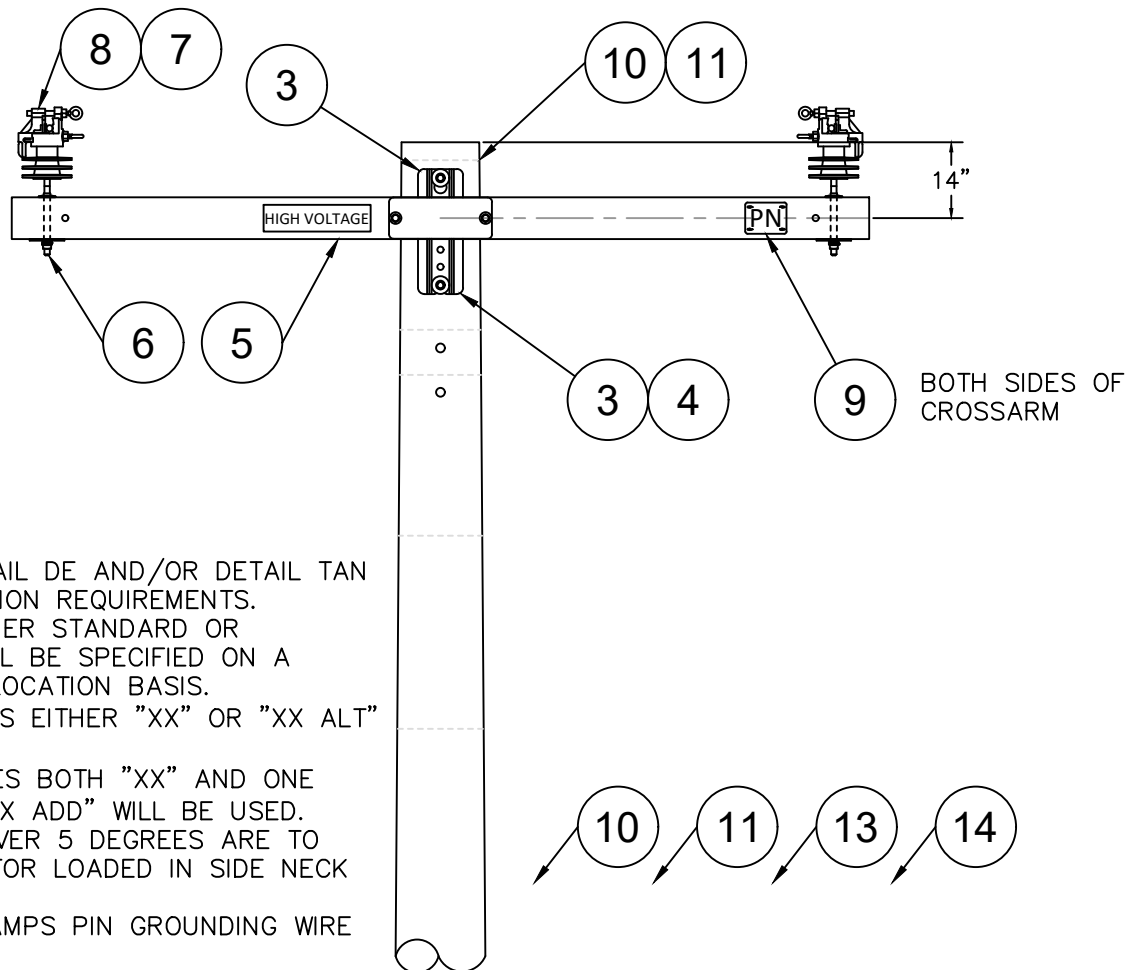 8 7
3
10 11
14"
HIGH VOLTAGE
PN
6 5
3 4
9
BOTH SIDES OF
CROSSARM
AIL DE AND/OR DETAIL TAN
ION REQUIREMENTS.
ER STANDARD OR
L BE SPECIFIED ON A
LOCATION BASIS.
S EITHER "XX" OR "XX ALT"
ES BOTH "XX" AND ONE
X ADD" WILL BE USED.
VER 5 DEGREES ARE TO
TOR LOADED IN SIDE NECK
AMPS PIN GROUNDING WIRE
10 11 13 14